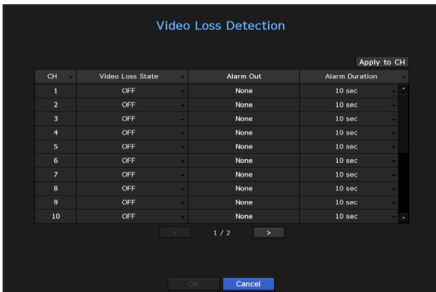 Video Loss Detection
Apply to CH
CH Video Loss State Alarm Out Alarm Duration
1 OFF None 10 sec
2 OFF None 10 sec
3 OFF None 10 sec
4 OFF None 10 sec
5 OFF None 10 sec
6 OFF None 10 sec
7 OFF None 10 sec
8 OFF None 10 sec
9 OFF None 10 sec
10 OFF None 10 sec
< 1 / 2 >
OK Cancel